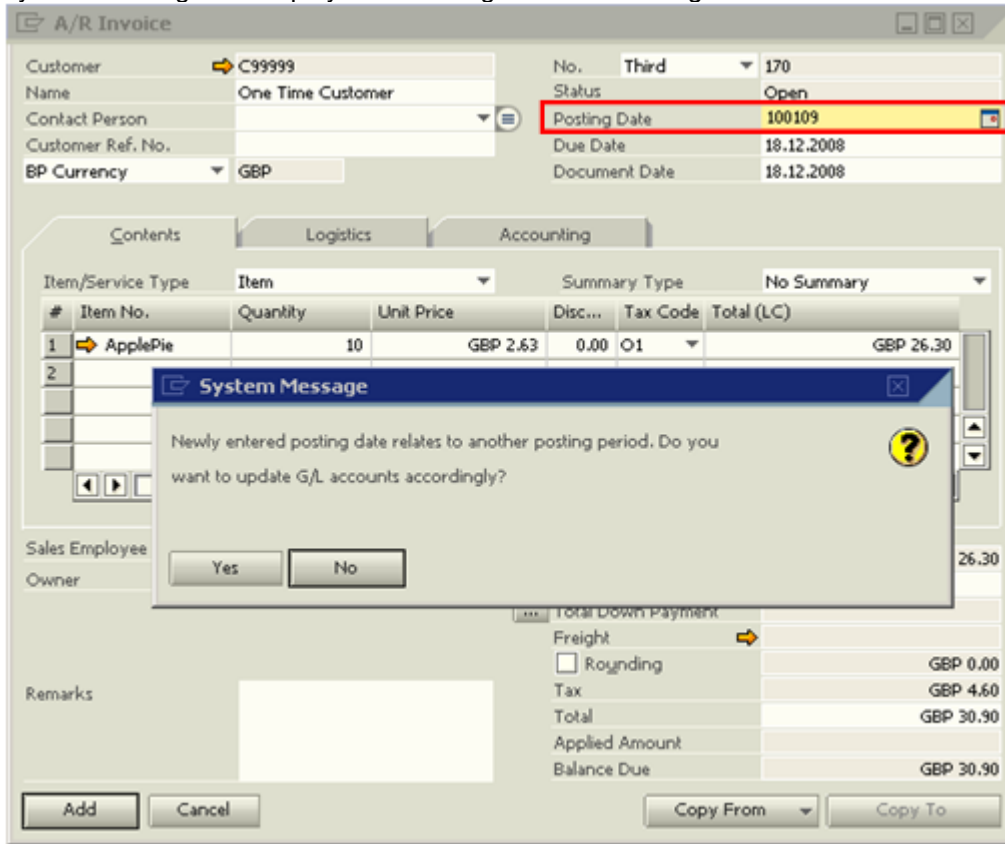 A/R Invoice
Customer C99999 No. Third 170
Name One Time Customer Status Open
Contact Person Posting Date 100109
Customer Ref. No. Due Date 18.12.2008
BP Currency GBP Document Date 18.12.2008
Contents Logistics Accounting
Item/Service Type Item Summary Type No Summary
# Item No. Quantity Unit Price Disc... Tax Code Total (LC)
1 ApplePie 10 GBP 2.63 0.00 O1 GBP 26.30
2
System Message
Newly entered posting date relates to another posting period. Do you
want to update G/L accounts accordingly?
Yes No
Sales Employee 26.30
Owner
... Total Down Payment
Freight
Rounding GBP 0.00
Remarks Tax GBP 4.60
Total GBP 30.90
Applied Amount
Balance Due GBP 30.90
Add Cancel Copy From Copy To